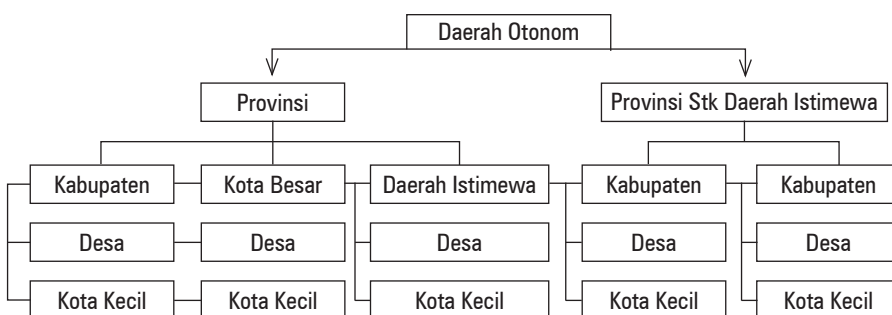 Daerah Otonom
Provinsi
Provinsi Stk Daerah Istimewa
Kabupaten
Kota Besar
Daerah Istimewa
Kabupaten
Kabupaten
Desa
Desa
Desa
Desa
Desa
Kota Kecil
Kota Kecil
Kota Kecil
Kota Kecil
Kota Kecil